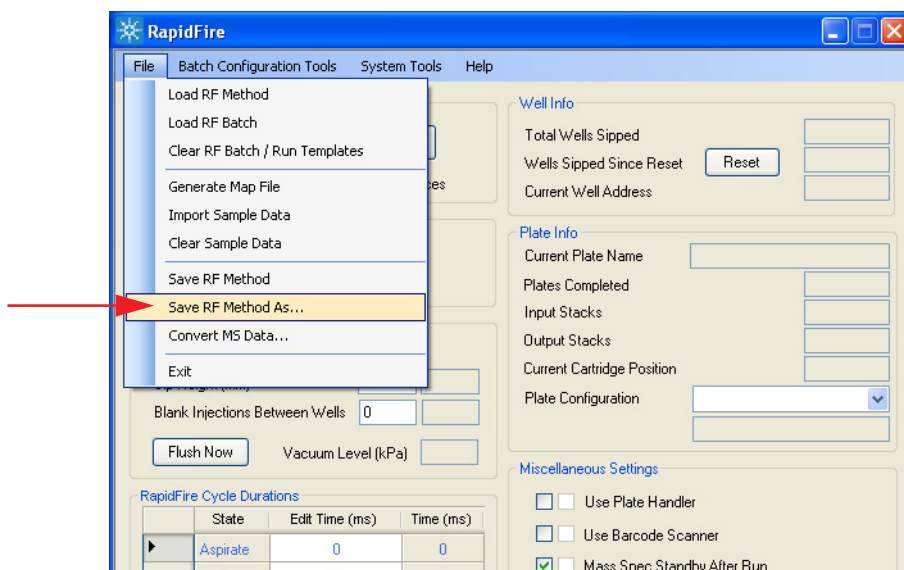 RapidFire
File Batch Configuration Tools System Tools Help
Load RF Method
Load RF Batch
Clear RF Batch / Run Templates
Generate Map File
Import Sample Data
Clear Sample Data
Save RF Method
Save RF Method As...
Convert MS Data...
Exit
Blank Injections Between Wells 0
Flush Now Vacuum Level (kPa)
RapidFire Cycle Durations
State Edit Time (ms) Time (ms)
Aspirate 0 0
Well Info
Total Wells Sipped
Wells Sipped Since Reset Reset
Current Well Address
Plate Info
Current Plate Name
Plates Completed
Input Stacks
Output Stacks
Current Cartridge Position
Plate Configuration
Miscellaneous Settings
Use Plate Handler
Use Barcode Scanner
Mass Spec Standby After Run